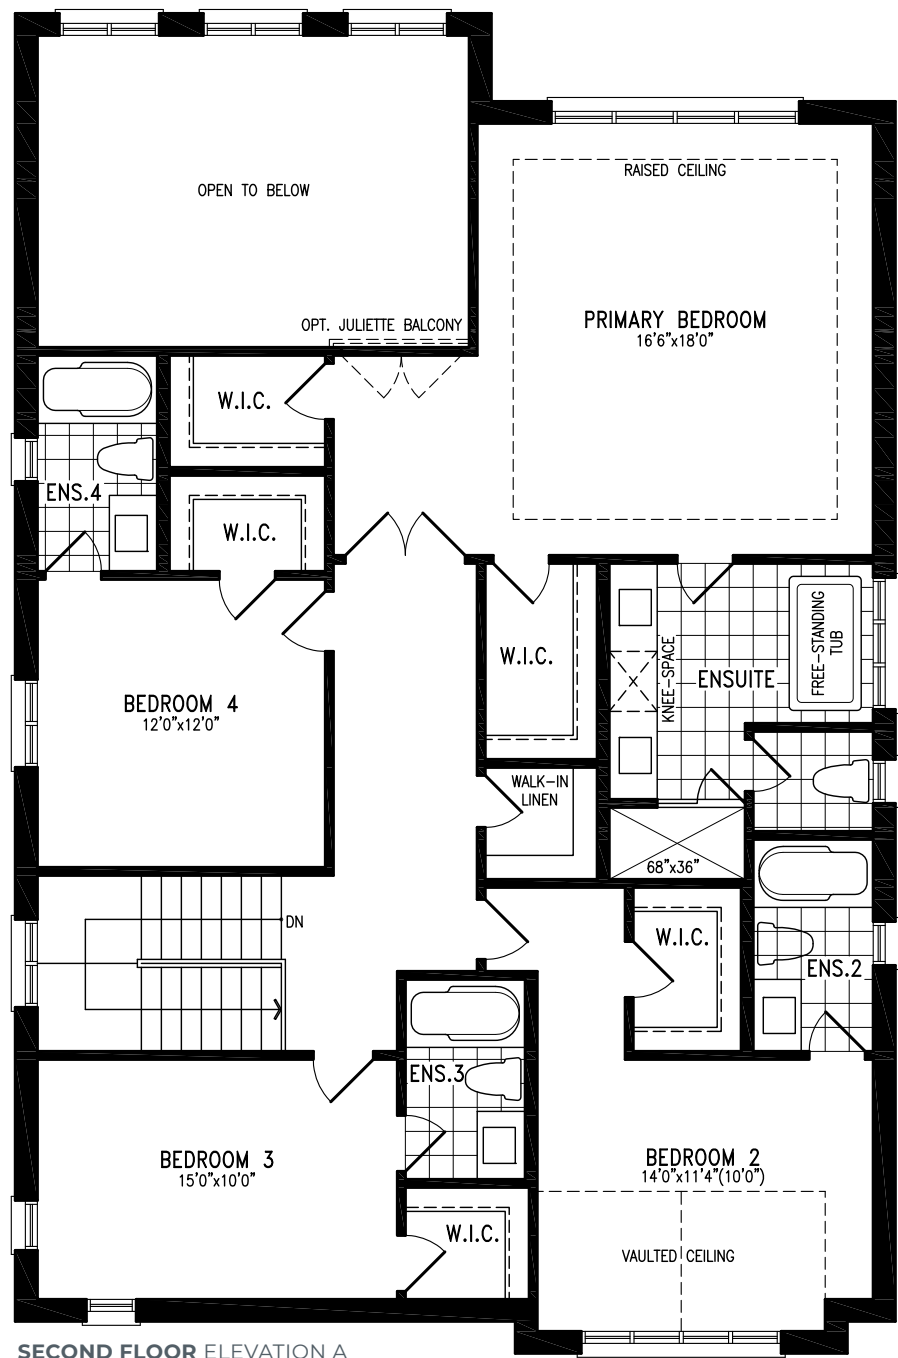 OPEN TO BELOW
RAISED CEILING
OPT. JULIETTE BALCONY
PRIMARY BEDROOM
16'6"x18'0"
W.I.C.
ENS.4
W.I.C.
W.I.C.
KNEE-SPACE
ENSUITE
FREE-STANDING
TUB
BEDROOM 4
12'0"x12'0"
WALK-IN
LINEN
68"x36"
DN
W.I.C.
ENS.2
ENS.3
BEDROOM 3
15'0"x10'0"
BEDROOM 2
14'0"x11'4"(10'0")
W.I.C.
VAULTED CEILING
SECOND FLOOR ELEVATION A